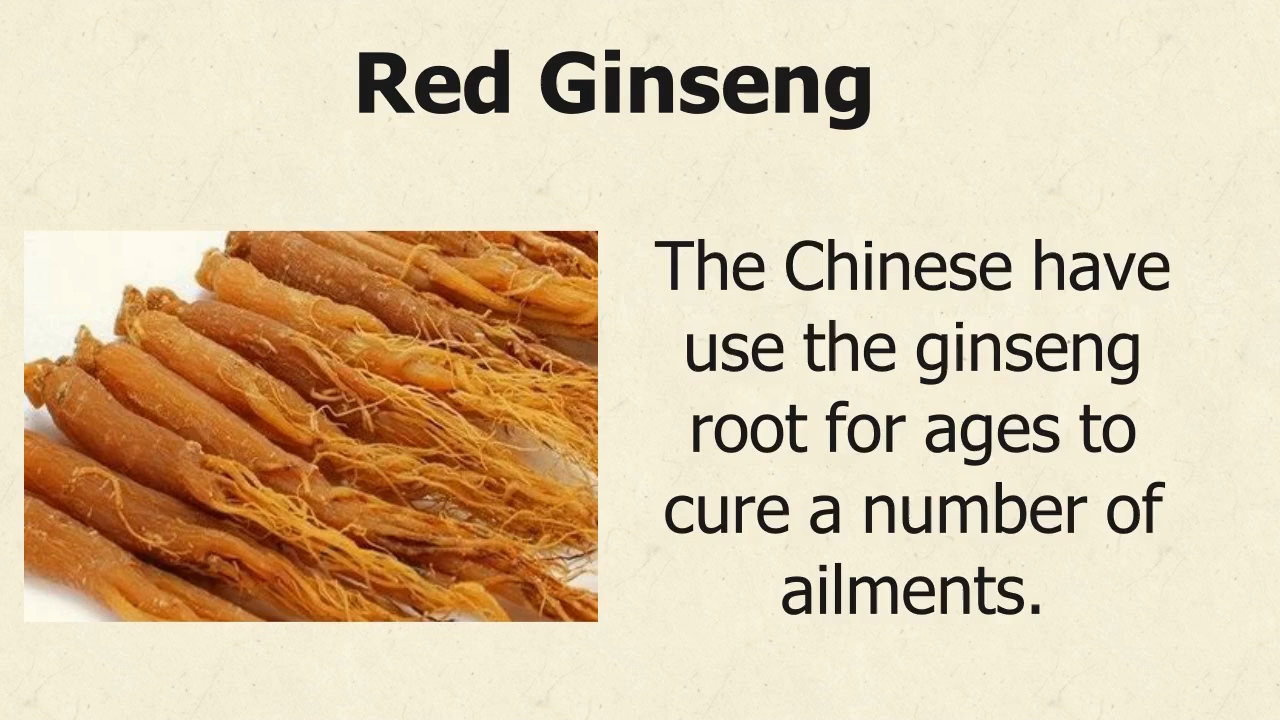 Red Ginseng
The Chinese have
use the ginseng
root for ages to
cure a number of
ailments.